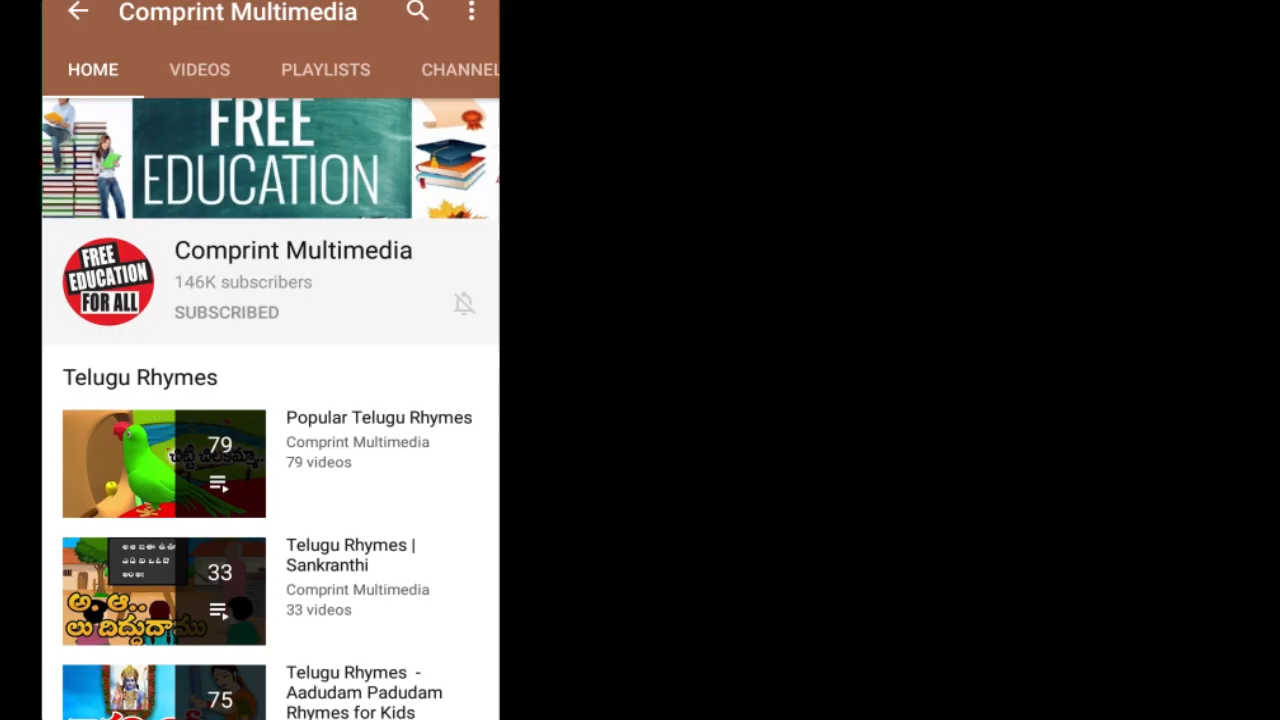 Comprint Multimedia
HOME VIDEOS PLAYLISTS CHANNEL
FREE
EDUCATION
FREE
EDUCATION
FOR ALL
Comprint Multimedia
146K subscribers
SUBSCRIBED
Telugu Rhymes
79
చిట్టి చిలకమ్మా..
Popular Telugu Rhymes
Comprint Multimedia
79 videos
33
అ. ఆ..
లు దిద్దుదాము
Telugu Rhymes |
Sankranthi
Comprint Multimedia
33 videos
75
Telugu Rhymes -
Aadudam Padudam
Rhymes for Kids